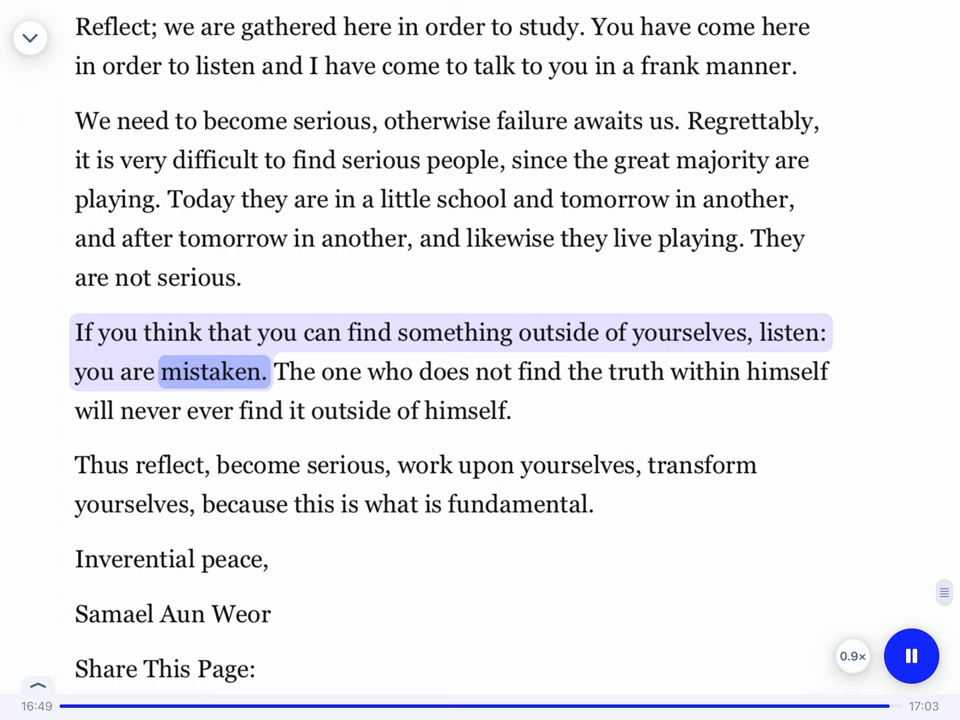 Reflect; we are gathered here in order to study. You have come here
in order to listen and I have come to talk to you in a frank manner.
We need to become serious, otherwise failure awaits us. Regrettably,
it is very difficult to find serious people, since the great majority are
playing. Today they are in a little school and tomorrow in another,
and after tomorrow in another, and likewise they live playing. They
are not serious.
If you think that you can find something outside of yourselves, listen:
you are mistaken. The one who does not find the truth within himself
will never ever find it outside of himself.
Thus reflect, become serious, work upon yourselves, transform
yourselves, because this is what is fundamental.
Inverential peace,
Samael Aun Weor
Share This Page:
0.9×
16:49
17:03